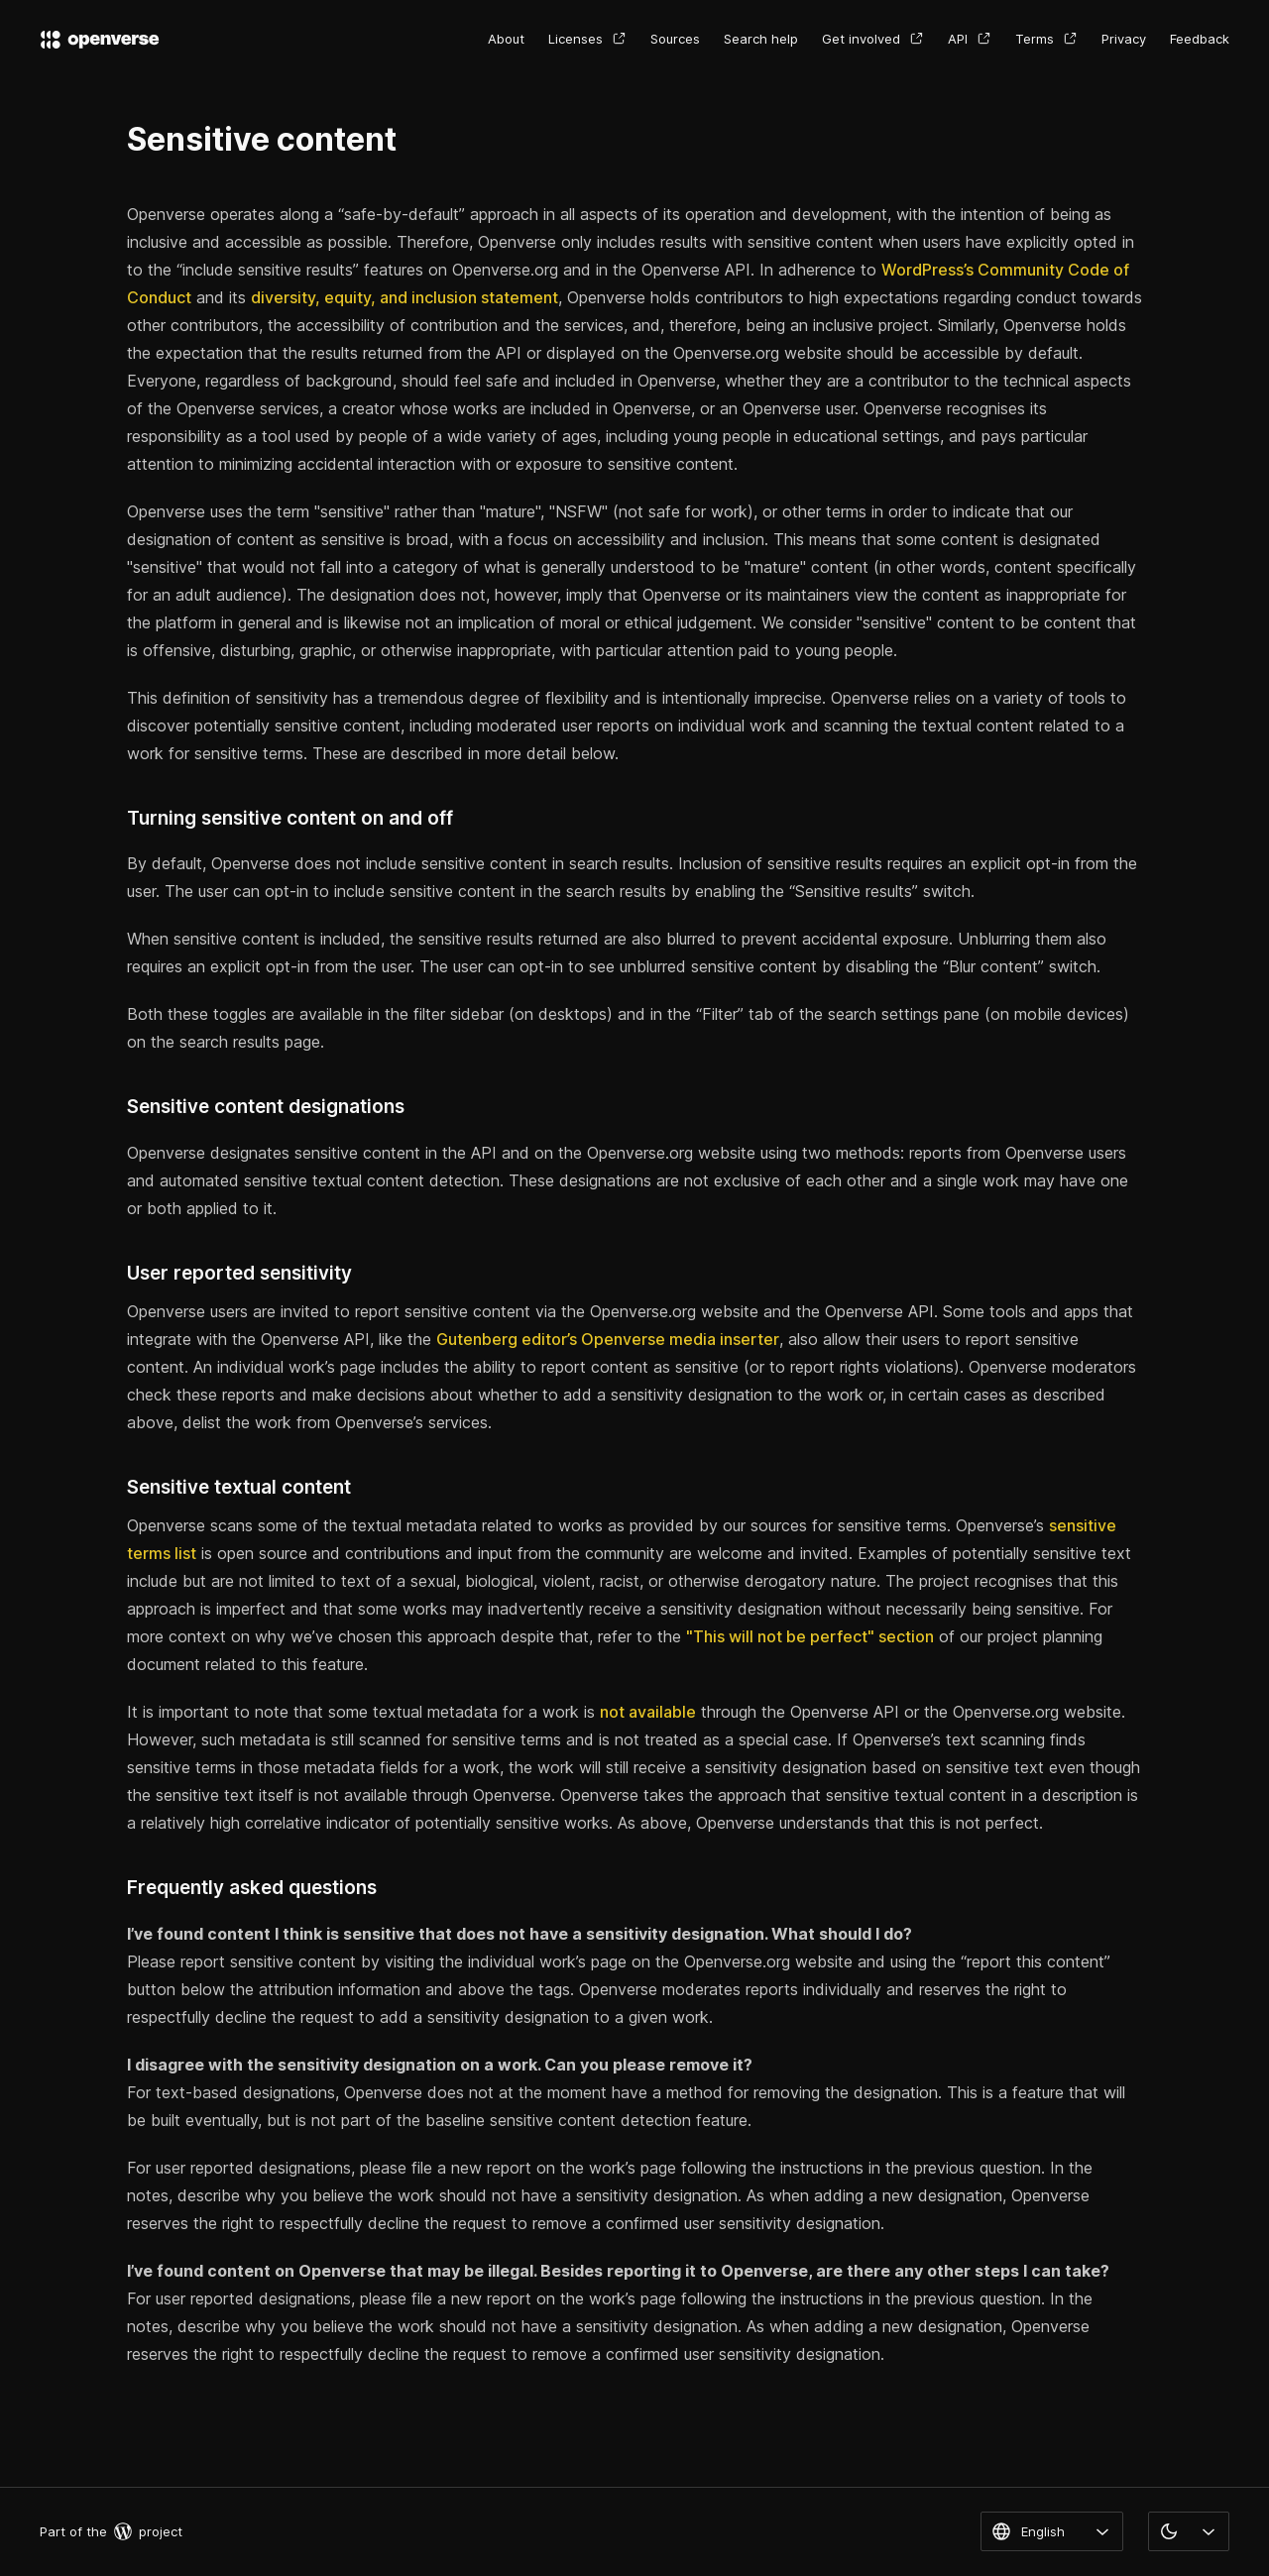 openverse
About Licenses Sources Search help Get involved API Terms Privacy Feedback
Sensitive content
Openverse operates along a “safe-by-default” approach in all aspects of its operation and development, with the intention of being as
inclusive and accessible as possible. Therefore, Openverse only includes results with sensitive content when users have explicitly opted in
to the “include sensitive results” features on Openverse.org and in the Openverse API. In adherence to WordPress’s Community Code of
Conduct and its diversity, equity, and inclusion statement, Openverse holds contributors to high expectations regarding conduct towards
other contributors, the accessibility of contribution and the services, and, therefore, being an inclusive project. Similarly, Openverse holds
the expectation that the results returned from the API or displayed on the Openverse.org website should be accessible by default.
Everyone, regardless of background, should feel safe and included in Openverse, whether they are a contributor to the technical aspects
of the Openverse services, a creator whose works are included in Openverse, or an Openverse user. Openverse recognises its
responsibility as a tool used by people of a wide variety of ages, including young people in educational settings, and pays particular
attention to minimizing accidental interaction with or exposure to sensitive content.
Openverse uses the term "sensitive" rather than "mature", "NSFW" (not safe for work), or other terms in order to indicate that our
designation of content as sensitive is broad, with a focus on accessibility and inclusion. This means that some content is designated
"sensitive" that would not fall into a category of what is generally understood to be "mature" content (in other words, content specifically
for an adult audience). The designation does not, however, imply that Openverse or its maintainers view the content as inappropriate for
the platform in general and is likewise not an implication of moral or ethical judgement. We consider "sensitive" content to be content that
is offensive, disturbing, graphic, or otherwise inappropriate, with particular attention paid to young people.
This definition of sensitivity has a tremendous degree of flexibility and is intentionally imprecise. Openverse relies on a variety of tools to
discover potentially sensitive content, including moderated user reports on individual work and scanning the textual content related to a
work for sensitive terms. These are described in more detail below.
Turning sensitive content on and off
By default, Openverse does not include sensitive content in search results. Inclusion of sensitive results requires an explicit opt-in from the
user. The user can opt-in to include sensitive content in the search results by enabling the “Sensitive results” switch.
When sensitive content is included, the sensitive results returned are also blurred to prevent accidental exposure. Unblurring them also
requires an explicit opt-in from the user. The user can opt-in to see unblurred sensitive content by disabling the “Blur content” switch.
Both these toggles are available in the filter sidebar (on desktops) and in the “Filter” tab of the search settings pane (on mobile devices)
on the search results page.
Sensitive content designations
Openverse designates sensitive content in the API and on the Openverse.org website using two methods: reports from Openverse users
and automated sensitive textual content detection. These designations are not exclusive of each other and a single work may have one
or both applied to it.
User reported sensitivity
Openverse users are invited to report sensitive content via the Openverse.org website and the Openverse API. Some tools and apps that
integrate with the Openverse API, like the Gutenberg editor’s Openverse media inserter, also allow their users to report sensitive
content. An individual work’s page includes the ability to report content as sensitive (or to report rights violations). Openverse moderators
check these reports and make decisions about whether to add a sensitivity designation to the work or, in certain cases as described
above, delist the work from Openverse’s services.
Sensitive textual content
Openverse scans some of the textual metadata related to works as provided by our sources for sensitive terms. Openverse’s sensitive
terms list is open source and contributions and input from the community are welcome and invited. Examples of potentially sensitive text
include but are not limited to text of a sexual, biological, violent, racist, or otherwise derogatory nature. The project recognises that this
approach is imperfect and that some works may inadvertently receive a sensitivity designation without necessarily being sensitive. For
more context on why we’ve chosen this approach despite that, refer to the "This will not be perfect" section of our project planning
document related to this feature.
It is important to note that some textual metadata for a work is not available through the Openverse API or the Openverse.org website.
However, such metadata is still scanned for sensitive terms and is not treated as a special case. If Openverse’s text scanning finds
sensitive terms in those metadata fields for a work, the work will still receive a sensitivity designation based on sensitive text even though
the sensitive text itself is not available through Openverse. Openverse takes the approach that sensitive textual content in a description is
a relatively high correlative indicator of potentially sensitive works. As above, Openverse understands that this is not perfect.
Frequently asked questions
I’ve found content I think is sensitive that does not have a sensitivity designation. What should I do?
Please report sensitive content by visiting the individual work’s page on the Openverse.org website and using the “report this content”
button below the attribution information and above the tags. Openverse moderates reports individually and reserves the right to
respectfully decline the request to add a sensitivity designation to a given work.
I disagree with the sensitivity designation on a work. Can you please remove it?
For text-based designations, Openverse does not at the moment have a method for removing the designation. This is a feature that will
be built eventually, but is not part of the baseline sensitive content detection feature.
For user reported designations, please file a new report on the work’s page following the instructions in the previous question. In the
notes, describe why you believe the work should not have a sensitivity designation. As when adding a new designation, Openverse
reserves the right to respectfully decline the request to remove a confirmed user sensitivity designation.
I’ve found content on Openverse that may be illegal. Besides reporting it to Openverse, are there any other steps I can take?
For user reported designations, please file a new report on the work’s page following the instructions in the previous question. In the
notes, describe why you believe the work should not have a sensitivity designation. As when adding a new designation, Openverse
reserves the right to respectfully decline the request to remove a confirmed user sensitivity designation.
Part of the project
English